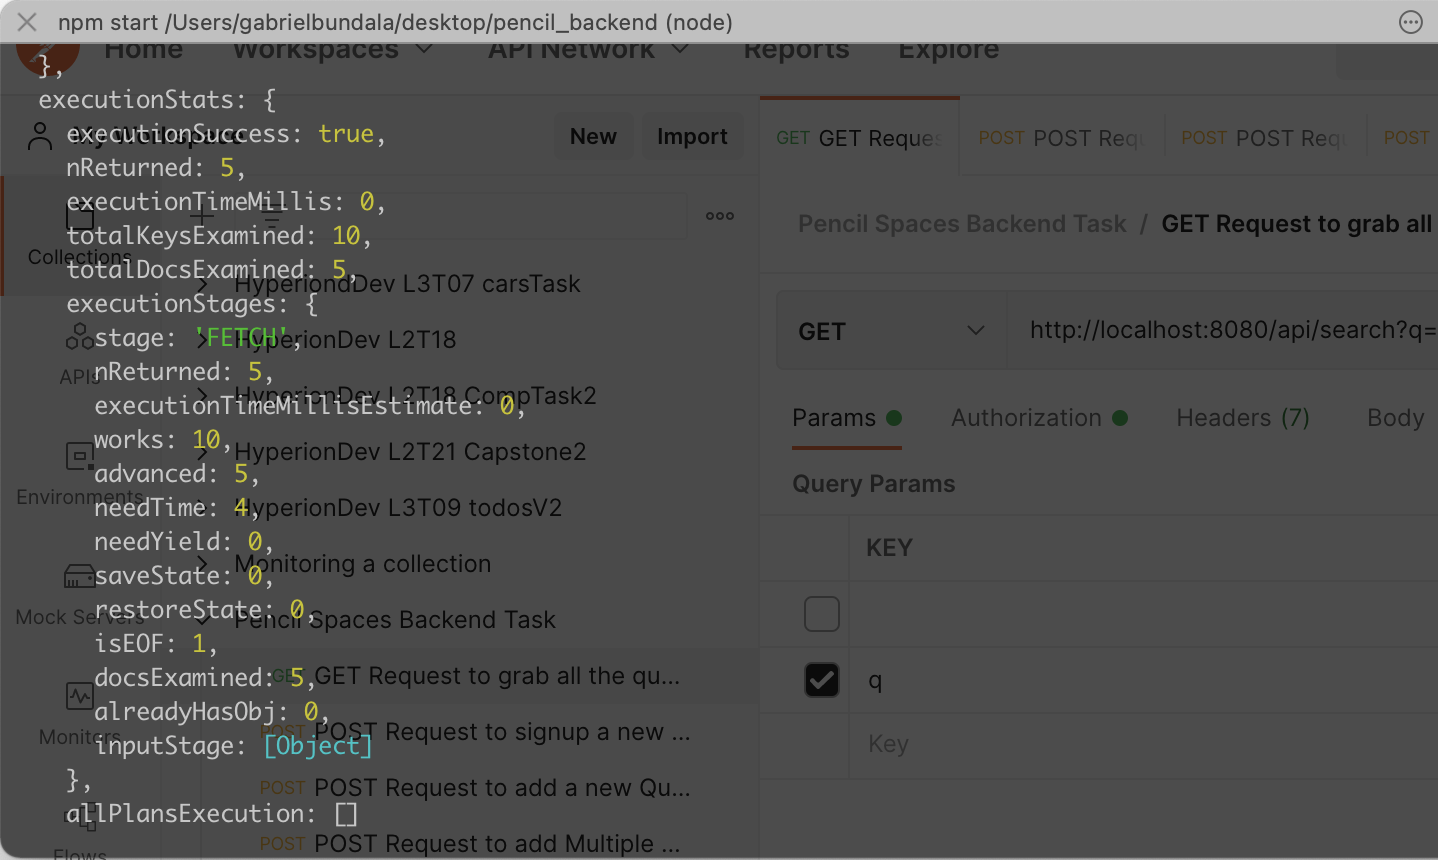 npm start /Users/gabrielbundala/desktop/pencil_backend (node)
Home Workspaces API Network Reports Explore
},
executionStats: {
executionSuccess: true,
nReturned: 5,
executionTimeMillis: 0,
totalKeysExamined: 10,
totalDocsExamined: 5,
executionStages: {
stage: 'FETCH',
nReturned: 5,
executionTimeMillisEstimate: 0,
works: 10,
advanced: 5,
needTime: 4,
needYield: 0,
saveState: 0,
restoreState: 0,
isEOF: 1,
docsExamined: 5,
alreadyHasObj: 0,
inputStage: [Object]
},
allPlansExecution: []
My Workspace
New Import
Collections
APIs
Environments
Mock Servers
Monitors
Flows
HyperiondDev L3T07 carsTask
HyperionDev L2T18
HyperionDev L2T18 CompTask2
HyperionDev L2T21 Capstone2
HyperionDev L3T09 todosV2
Monitoring a collection
Pencil Spaces Backend Task
GET GET Request to grab all the qu...
POST POST Request to signup a new ...
POST POST Request to add a new Qu...
POST POST Request to add Multiple ...
GET GET Reques POST POST Requ POST POST Requ POST
Pencil Spaces Backend Task / GET Request to grab all
GET http://localhost:8080/api/search?q=
Params Authorization Headers (7) Body
Query Params
KEY
q
Key